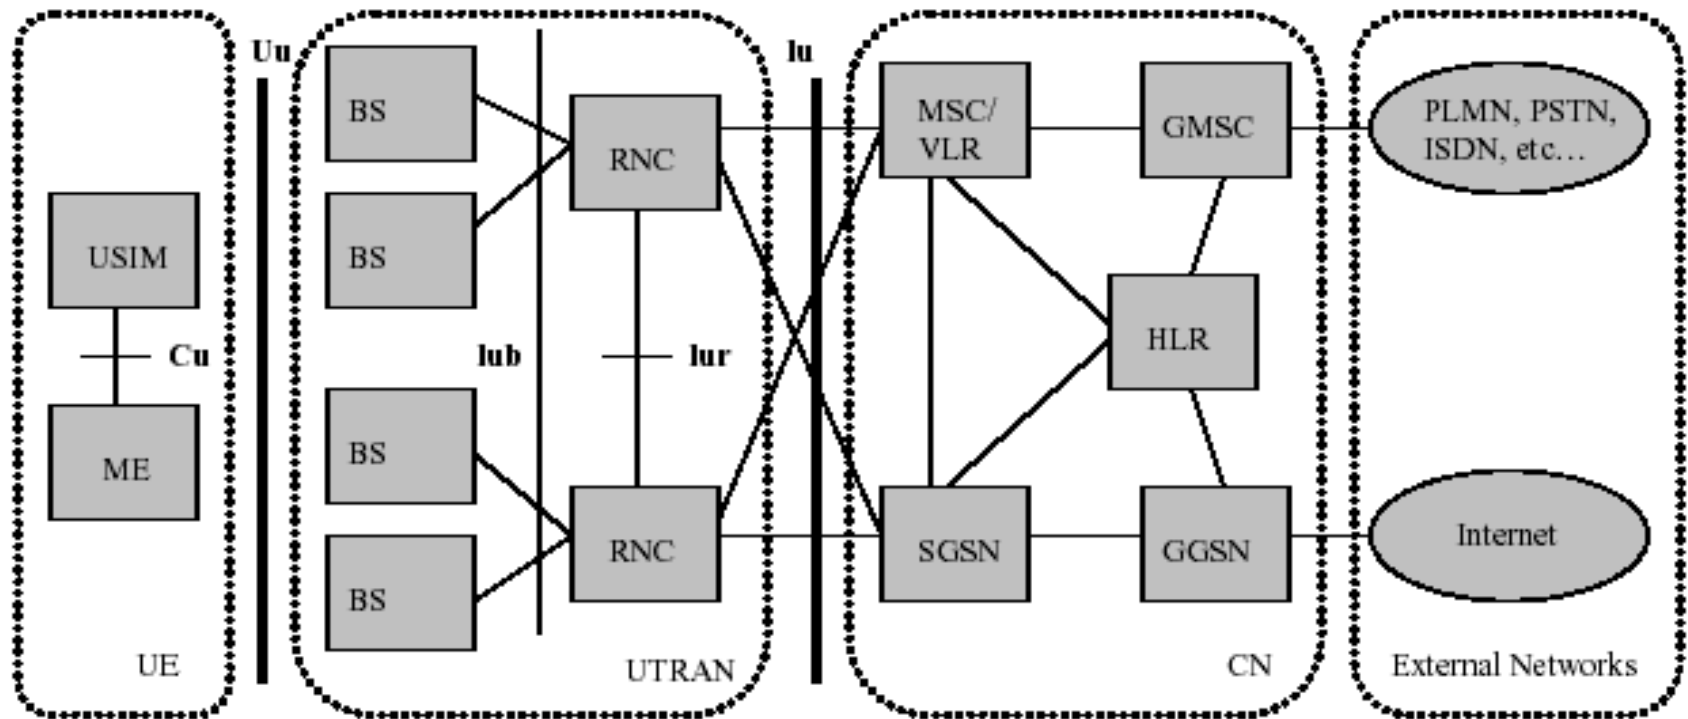 Uu
Iu
BS
BS
RNC
MSC/
VLR
GMSC
PLMN, PSTN,
ISDN, etc...
USIM
Cu
ME
Iub
Iur
HLR
BS
BS
RNC
SGSN
GGSN
Internet
UE
UTRAN
CN
External Networks